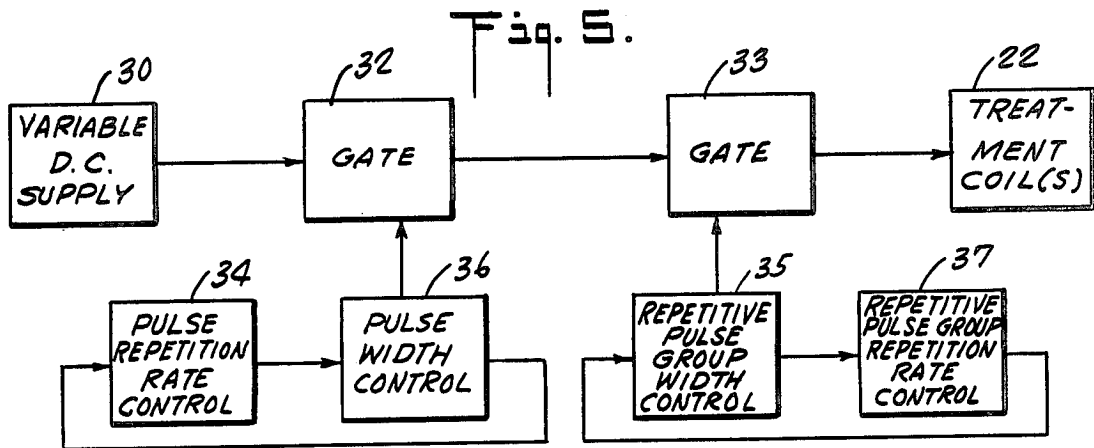 Fig. 5.
30
VARIABLE
D.C.
SUPPLY
32
GATE
33
GATE
22
TREAT-
MENT
COIL(S)
34
PULSE
REPETITION
RATE
CONTROL
36
PULSE
WIDTH
CONTROL
35
REPETITIVE
PULSE
GROUP
WIDTH
CONTROL
37
REPETITIVE
PULSE GROUP
REPETITION
RATE
CONTROL